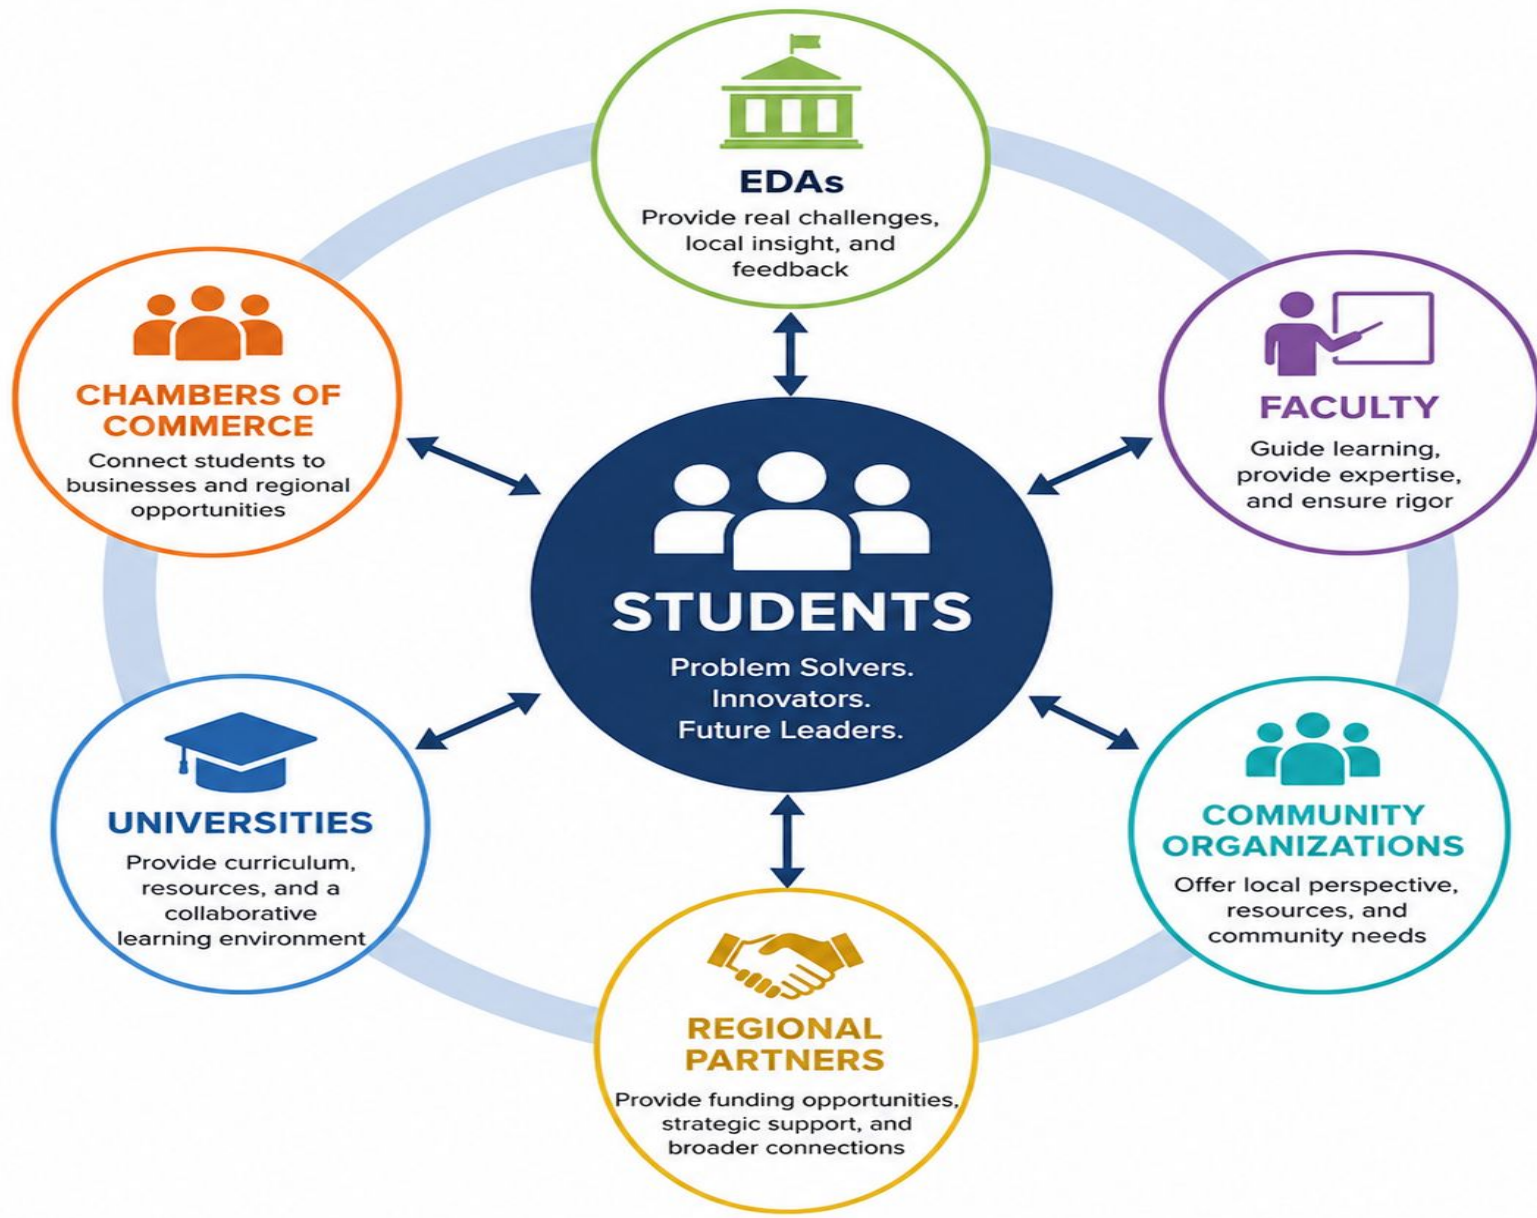 EDAs
Provide real challenges,
local insight, and
feedback
CHAMBERS OF
COMMERCE
Connect students to
businesses and regional
opportunities
FACULTY
Guide learning,
provide expertise,
and ensure rigor
STUDENTS
Problem Solvers.
Innovators.
Future Leaders.
UNIVERSITIES
Provide curriculum,
resources, and a
collaborative
learning environment
COMMUNITY
ORGANIZATIONS
Offer local perspective,
resources, and
community needs
REGIONAL
PARTNERS
Provide funding opportunities,
strategic support, and
broader connections